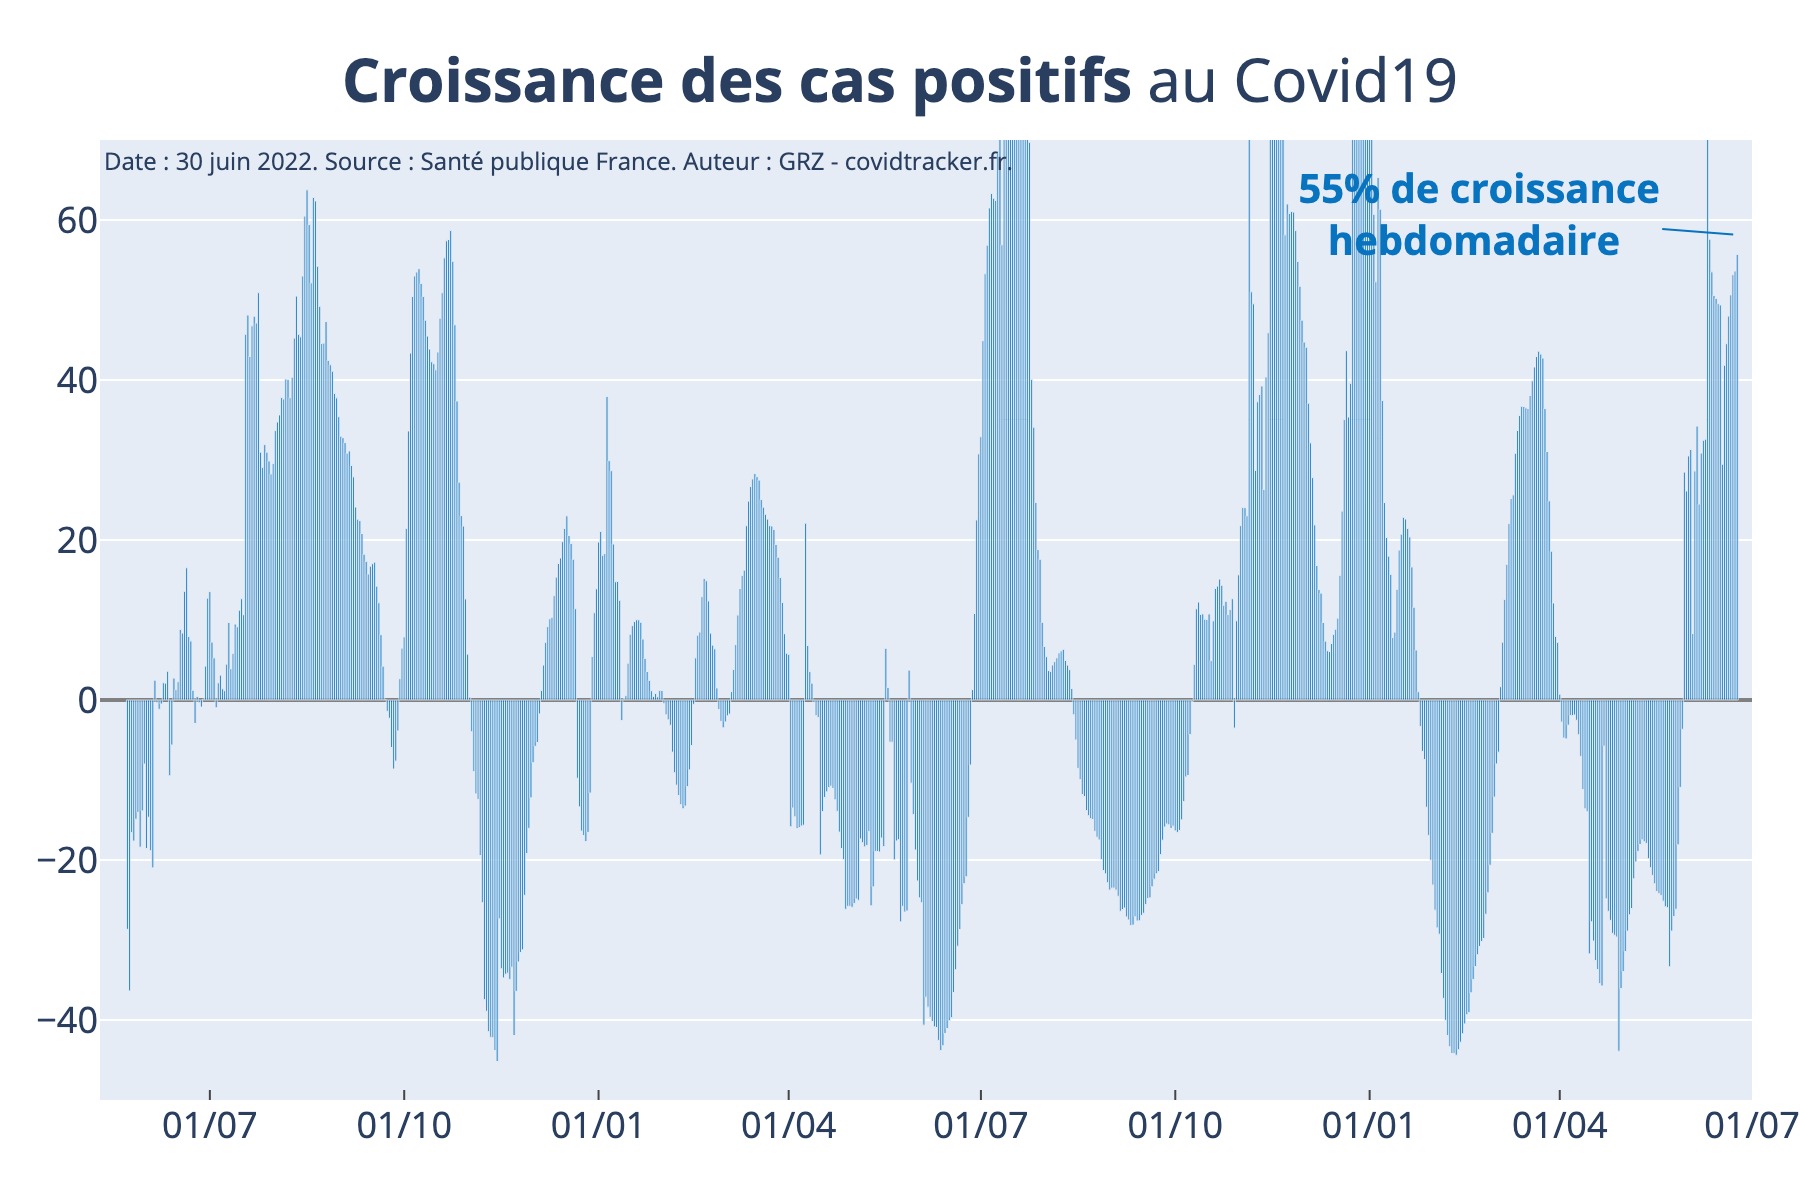 Croissance des cas positifs au Covid19
Date : 30 juin 2022. Source : Santé publique France. Auteur : GRZ - covidtracker.fr.
55% de croissance
hebdomadaire
60
40
20
0
−20
−40
01/07 01/10 01/01 01/04 01/07 01/10 01/01 01/04 01/07